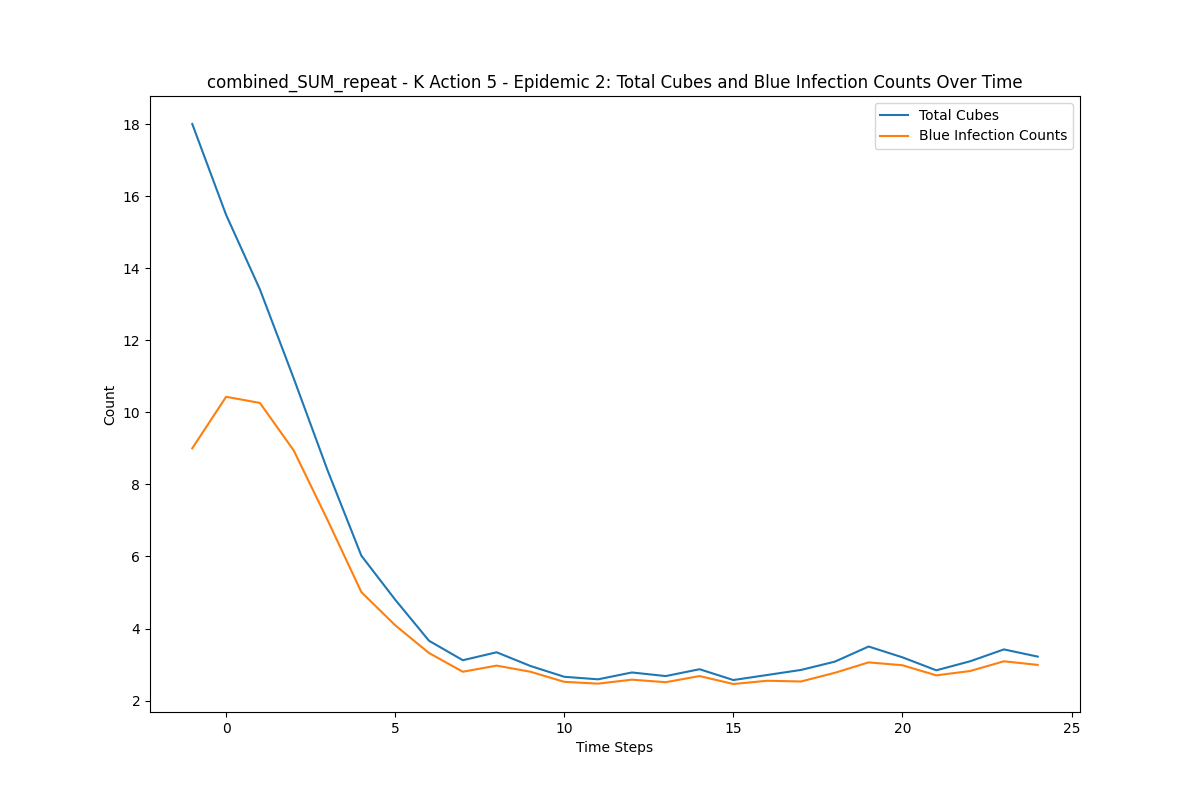 combined_SUM_repeat - K Action 5 - Epidemic 2: Total Cubes and Blue Infection Counts Over Time
Total Cubes
Blue Infection Counts
18
16
14
12
10
8
6
4
2
Count
0 5 10 15 20 25
Time Steps